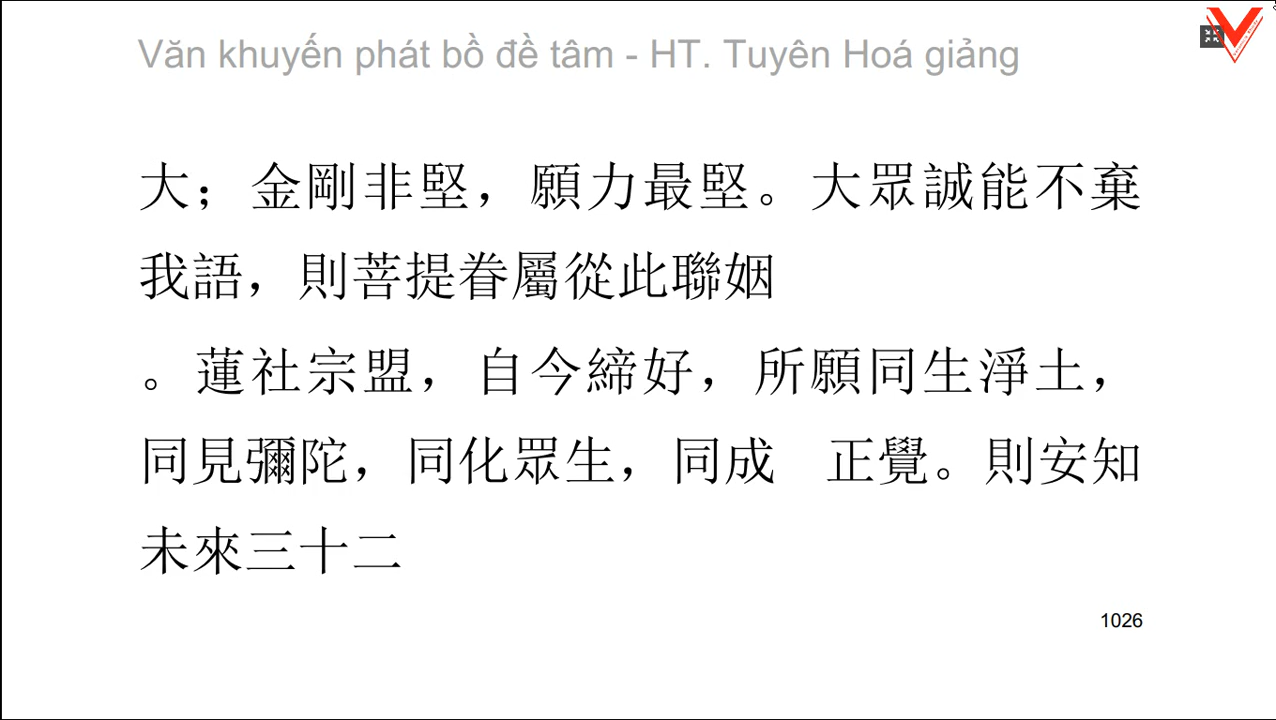 Văn khuyến phát bồ đề tâm - HT. Tuyên Hoá giảng
大；金剛非堅，願力最堅。大眾誠能不棄
我語，則菩提眷屬從此聯姻
。蓮社宗盟，自今締好，所願同生淨土，
同見彌陀，同化眾生，同成　正覺。則安知
未來三十二
1026